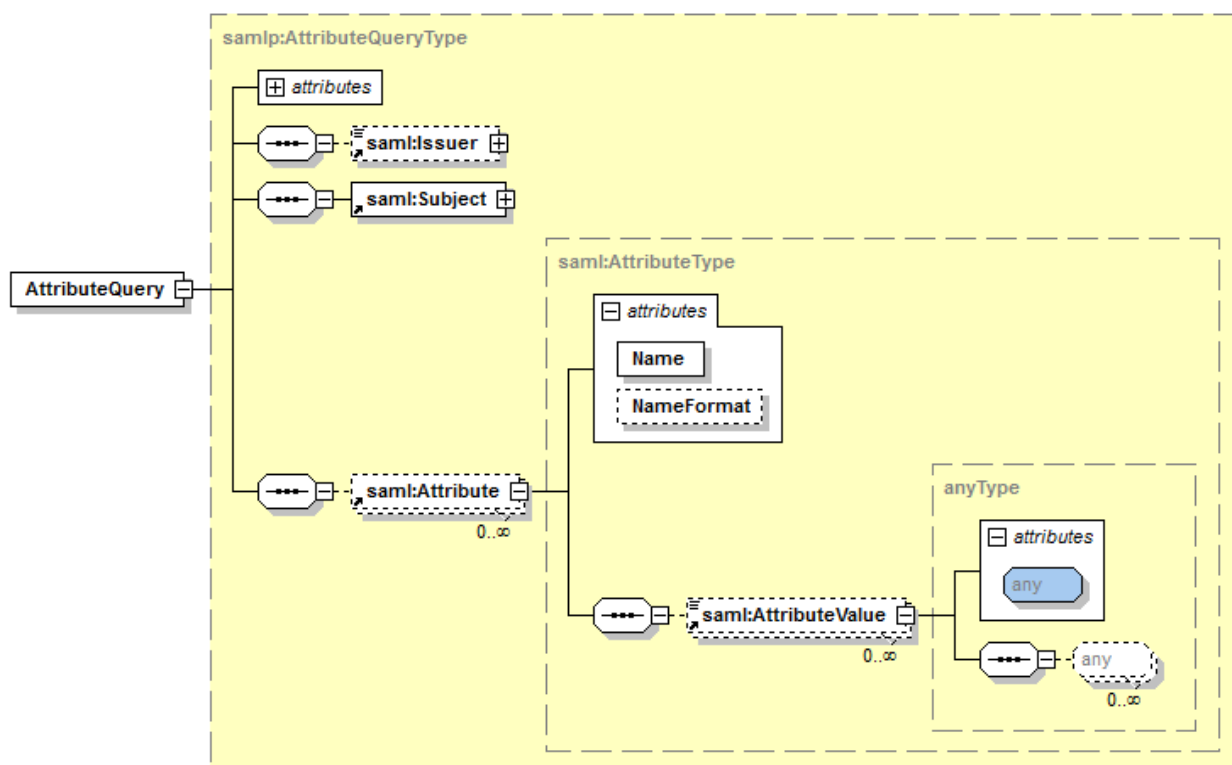 samlp:AttributeQueryType
attributes
saml:Issuer
saml:Subject
AttributeQuery
saml:AttributeType
attributes
Name
NameFormat
saml:Attribute
0..∞
anyType
attributes
any
saml:AttributeValue
0..∞
any
0..∞